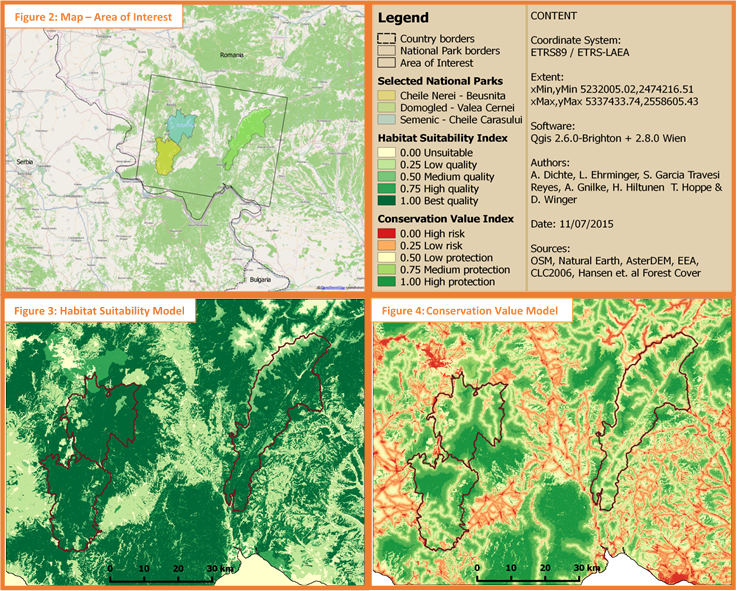 Figure 2: Map – Area of Interest
Romania
Serbia
Bulgaria
Legend
Country borders
National Park borders
Area of Interest
Selected National Parks
Cheile Nerei - Beusnita
Domogled - Valea Cernei
Semenic - Cheile Carasului
Habitat Suitability Index
0.00 Unsuitable
0.25 Low quality
0.50 Medium quality
0.75 High quality
1.00 Best quality
Conservation Value Index
0.00 High risk
0.25 Low risk
0.50 Low protection
0.75 Medium protection
1.00 High protection
CONTENT
Coordinate System:
ETRS89 / ETRS-LAEA
Extent:
xMin,yMin 5232005.02,2474216.51
xMax,yMax 5337433.74,2558605.43
Software:
Qgis 2.6.0-Brighton + 2.8.0 Wien
Authors:
A. Dichte, L. Ehrminger, S. Garcia Travesi
Reyes, A. Gnilke, H. Hiltunen T. Hoppe &
D. Winger
Date: 11/07/2015
Sources:
OSM, Natural Earth, AsterDEM, EEA,
CLC2006, Hansen et. al Forest Cover
Figure 3: Habitat Suitability Model
0 10 20 30 km
Figure 4: Conservation Value Model
0 10 20 30 km